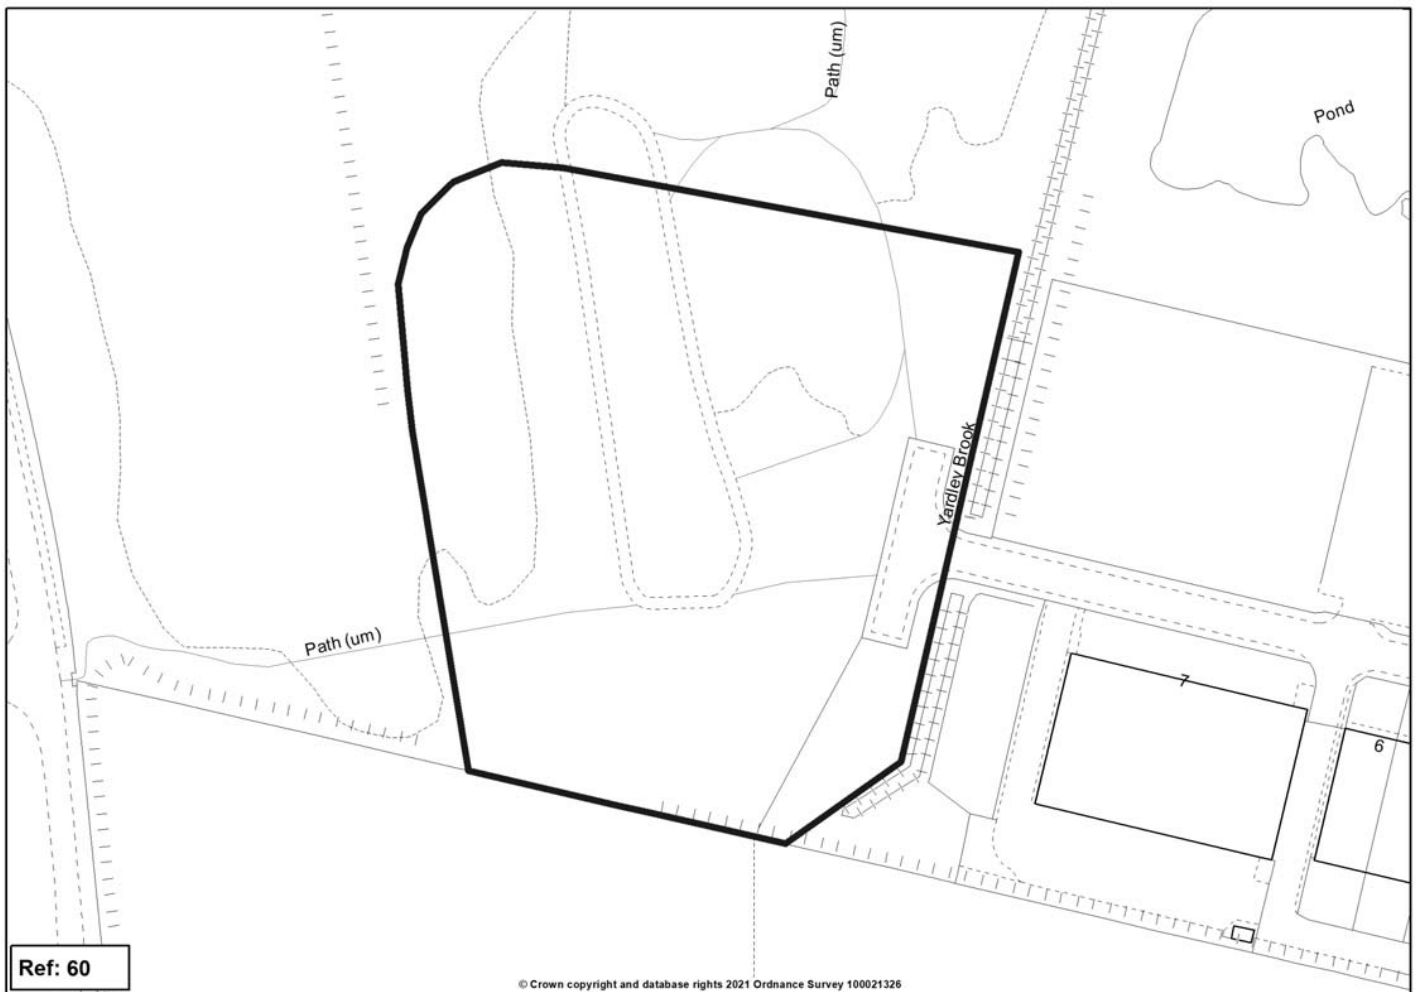 Path (um)
Pond
Yardley Brook
Path (um)
7
6
Ref: 60
© Crown copyright and database rights 2021 Ordnance Survey 100021326